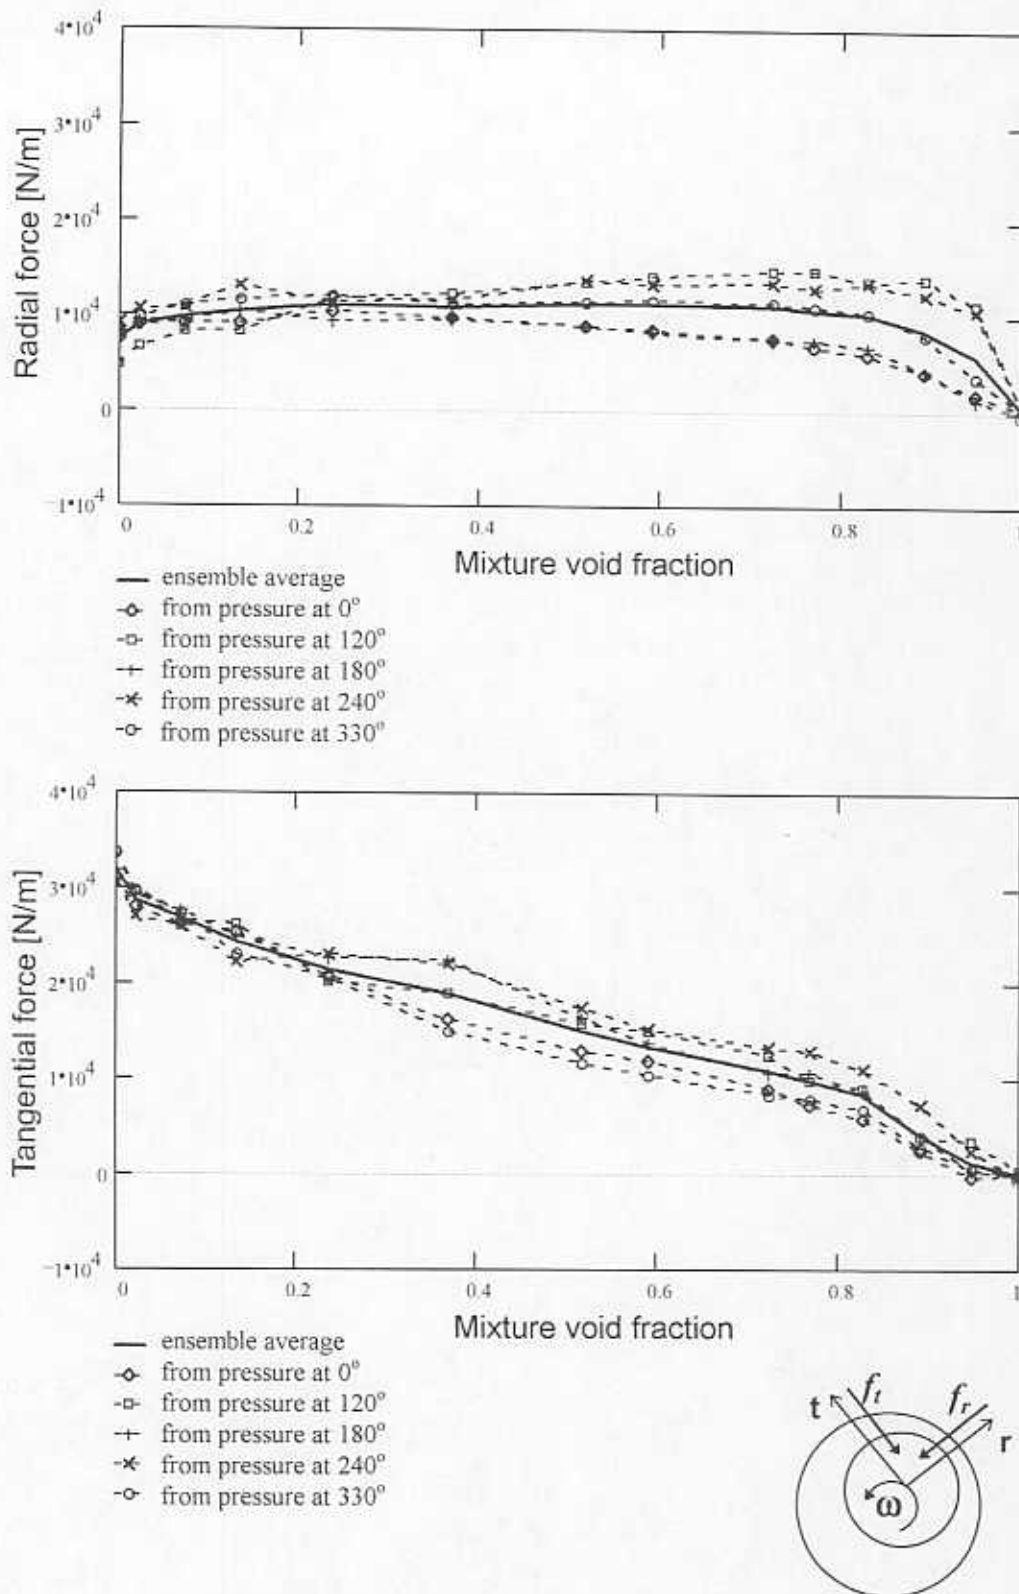 4•10⁴
3•10⁴
2•10⁴
1•10⁴
0
−1•10⁴
Radial force [N/m]
0 0.2 0.4 0.6 0.8 1
Mixture void fraction
ensemble average
from pressure at 0°
from pressure at 120°
from pressure at 180°
from pressure at 240°
from pressure at 330°
4•10⁴
3•10⁴
2•10⁴
1•10⁴
0
−1•10⁴
Tangential force [N/m]
0 0.2 0.4 0.6 0.8 1
Mixture void fraction
ensemble average
from pressure at 0°
from pressure at 120°
from pressure at 180°
from pressure at 240°
from pressure at 330°
t fₜ fᵣ r
ω